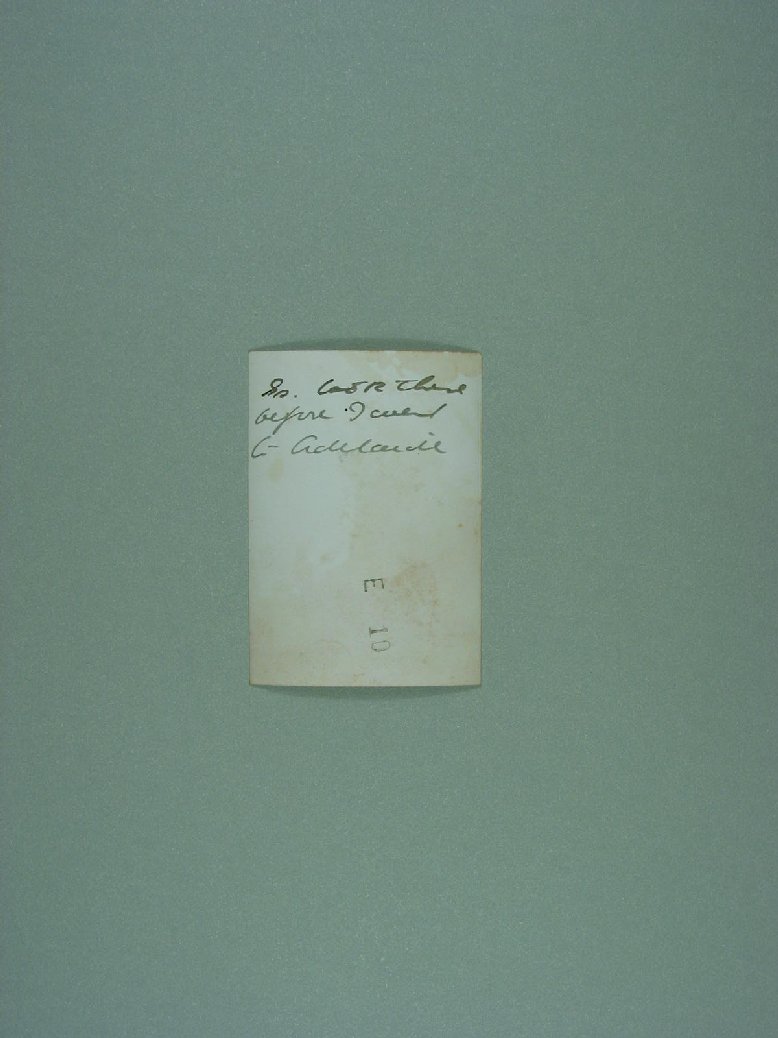 took these
before I went
to Adelaide
E 10